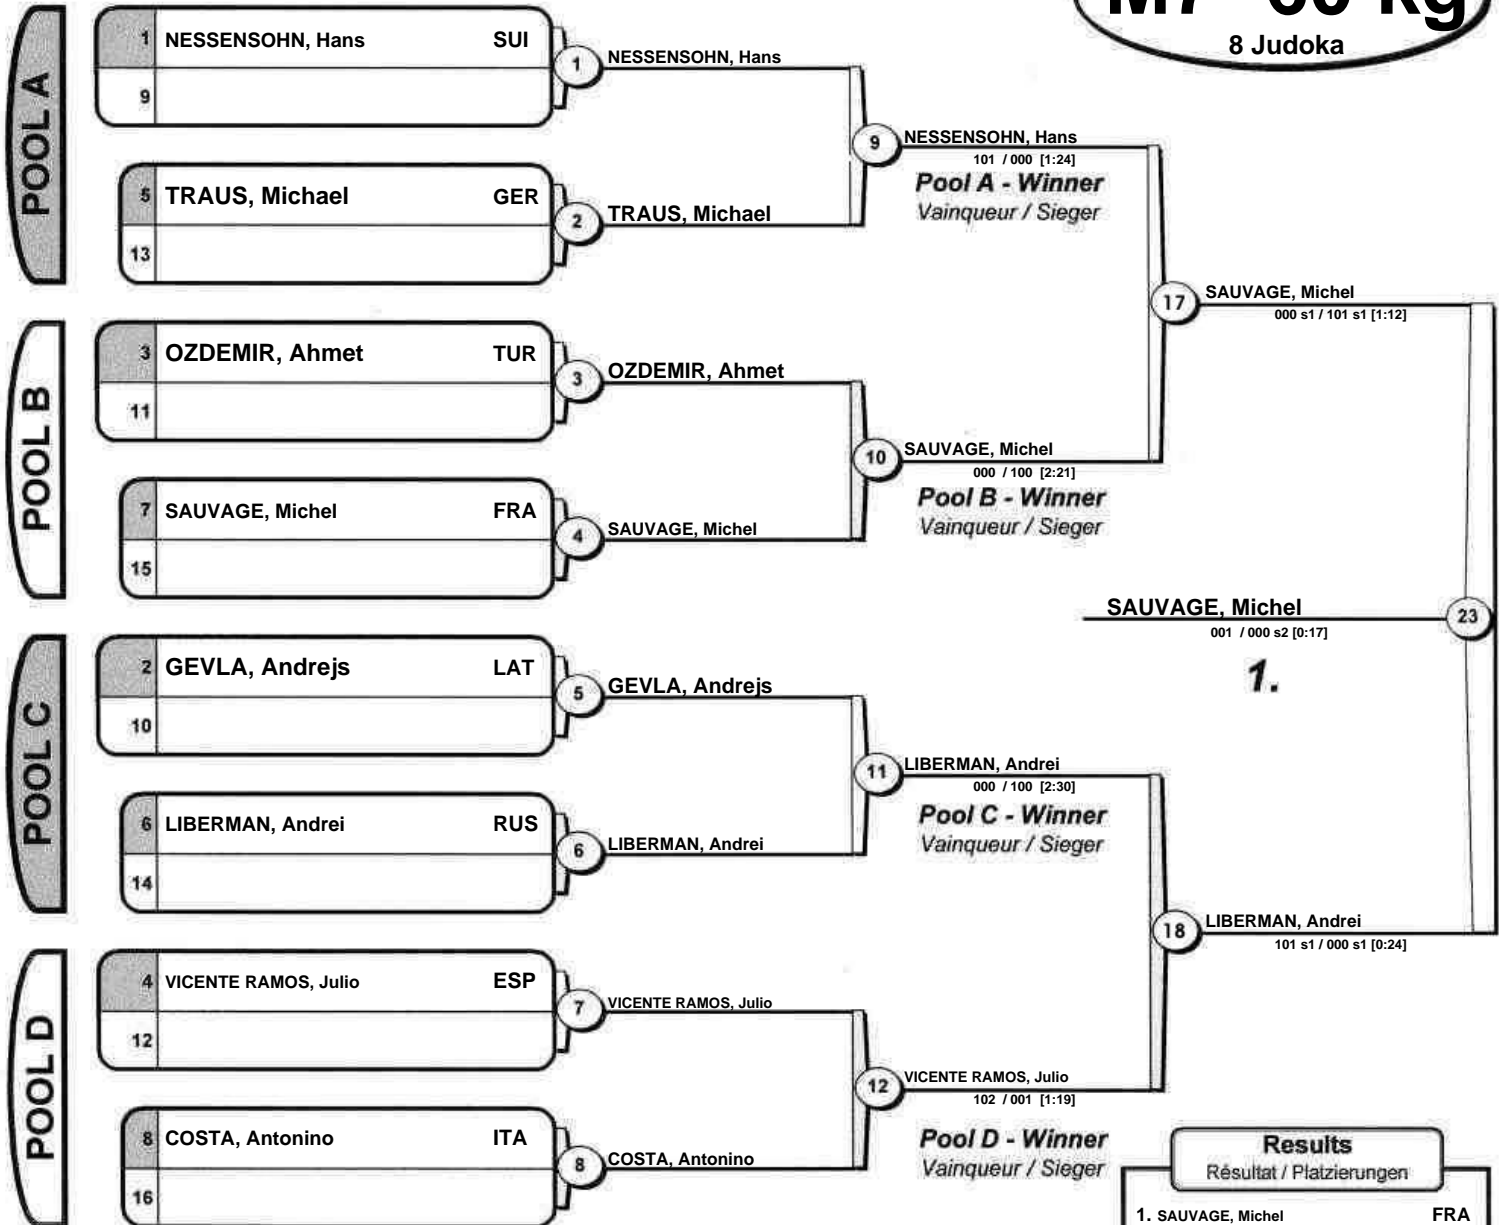 M7 -60 kg
8 Judoka
POOL A
1 NESSENSOHN, Hans SUI
9
1
NESSENSOHN, Hans
5 TRAUS, Michael GER
13
2
TRAUS, Michael
9
NESSENSOHN, Hans
101 / 000 [1:24]
Pool A - Winner
Vainqueur / Sieger
POOL B
3 OZDEMIR, Ahmet TUR
11
3
OZDEMIR, Ahmet
7 SAUVAGE, Michel FRA
15
4
SAUVAGE, Michel
10
SAUVAGE, Michel
000 / 100 [2:21]
Pool B - Winner
Vainqueur / Sieger
17
SAUVAGE, Michel
000 s1 / 101 s1 [1:12]
SAUVAGE, Michel
23
001 / 000 s2 [0:17]
1.
POOL C
2 GEVLA, Andrejs LAT
10
5
GEVLA, Andrejs
6 LIBERMAN, Andrei RUS
14
6
LIBERMAN, Andrei
11
LIBERMAN, Andrei
000 / 100 [2:30]
Pool C - Winner
Vainqueur / Sieger
18
LIBERMAN, Andrei
101 s1 / 000 s1 [0:24]
POOL D
4 VICENTE RAMOS, Julio ESP
12
7
VICENTE RAMOS, Julio
8 COSTA, Antonino ITA
16
8
COSTA, Antonino
12
VICENTE RAMOS, Julio
102 / 001 [1:19]
Pool D - Winner
Vainqueur / Sieger
Results
Résultat / Platzierungen
1. SAUVAGE, Michel FRA